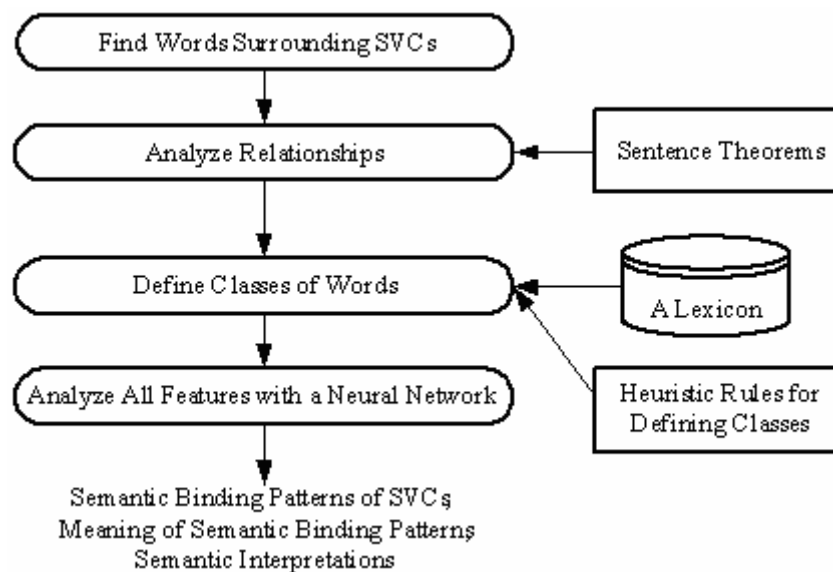 Find Words Surrounding SVCs
Analyze Relationships
Sentence Theorems
Define Classes of Words
A Lexicon
Analyze All Features with a Neural Network
Heuristic Rules for
Defining Classes
Semantic Binding Patterns of SVCs,
Meaning of Semantic Binding Patterns,
Semantic Interpretations